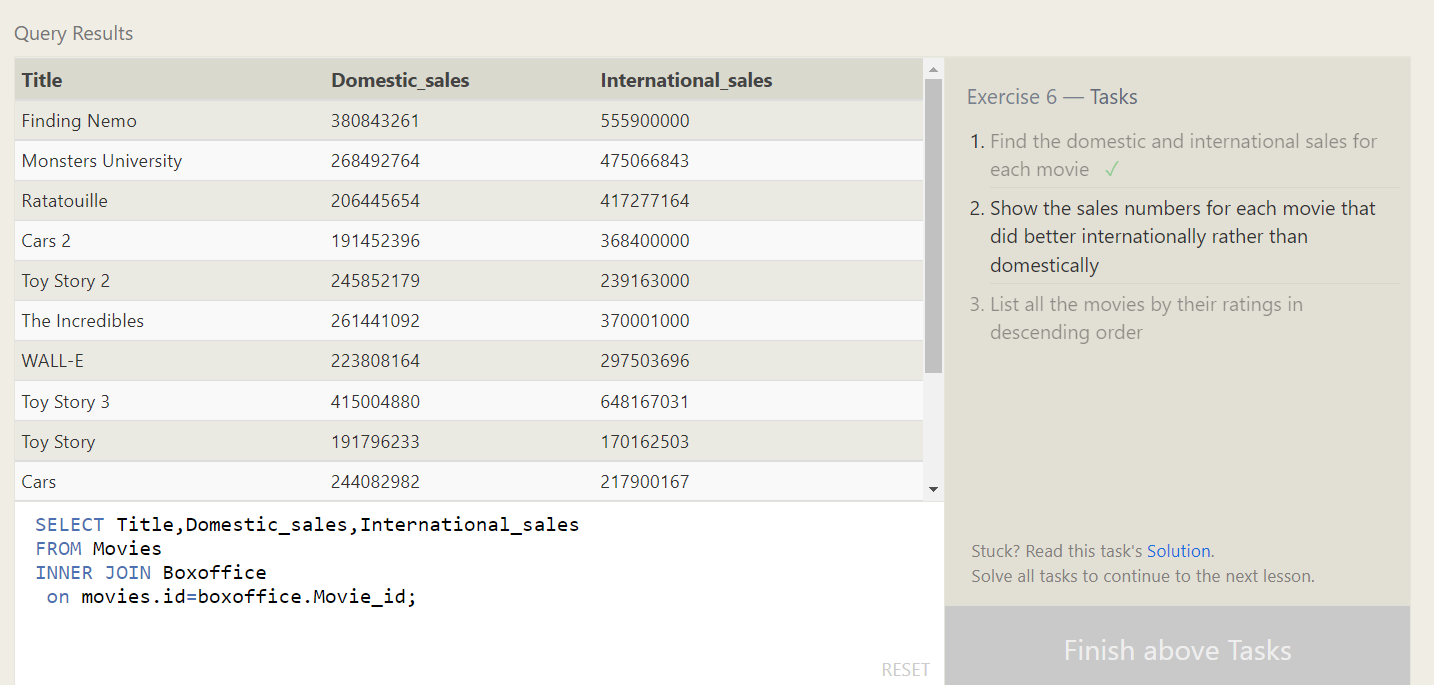 Query Results
Title Domestic_sales International_sales
Finding Nemo 380843261 555900000
Monsters University 268492764 475066843
Ratatouille 206445654 417277164
Cars 2 191452396 368400000
Toy Story 2 245852179 239163000
The Incredibles 261441092 370001000
WALL-E 223808164 297503696
Toy Story 3 415004880 648167031
Toy Story 191796233 170162503
Cars 244082982 217900167
SELECT Title,Domestic_sales,International_sales
FROM Movies
INNER JOIN Boxoffice
on movies.id=boxoffice.Movie_id;
RESET
Exercise 6 — Tasks
1. Find the domestic and international sales for
each movie ✓
2. Show the sales numbers for each movie that
did better internationally rather than
domestically
3. List all the movies by their ratings in
descending order
Stuck? Read this task's Solution.
Solve all tasks to continue to the next lesson.
Finish above Tasks